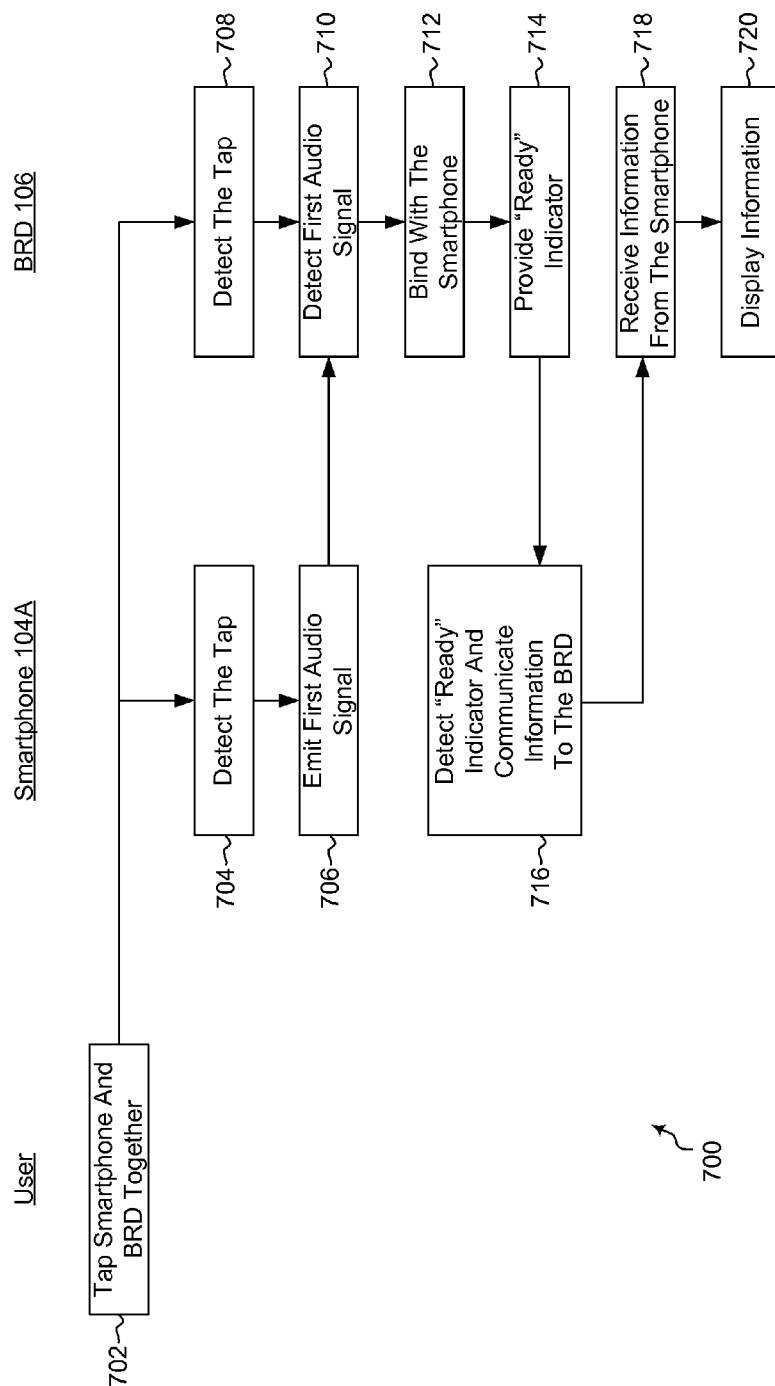 User
Smartphone 104A
BRD 106
Tap Smartphone And
BRD Together
702
Detect The Tap
704
Detect The Tap
708
Emit First Audio
Signal
706
Detect First Audio
Signal
710
Bind With The
Smartphone
712
Provide “Ready”
Indicator
714
Detect “Ready”
Indicator And
Communicate
Information
To The BRD
716
Receive Information
From The Smartphone
718
Display Information
720
700